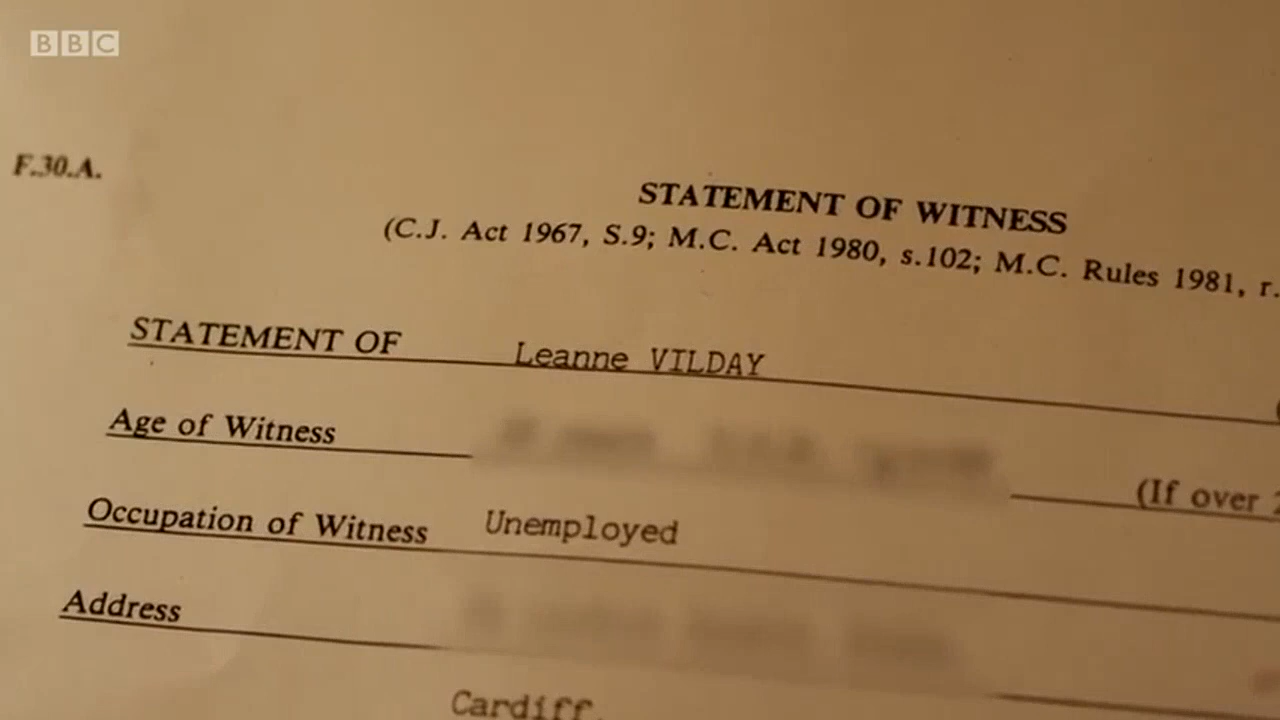 BBC
F.30.A.
STATEMENT OF WITNESS
(C.J. Act 1967, S.9; M.C. Act 1980, s.102; M.C. Rules 1981, r.
STATEMENT OF Leanne VILDAY
Age of Witness (If over
Occupation of Witness Unemployed
Address
Cardiff.